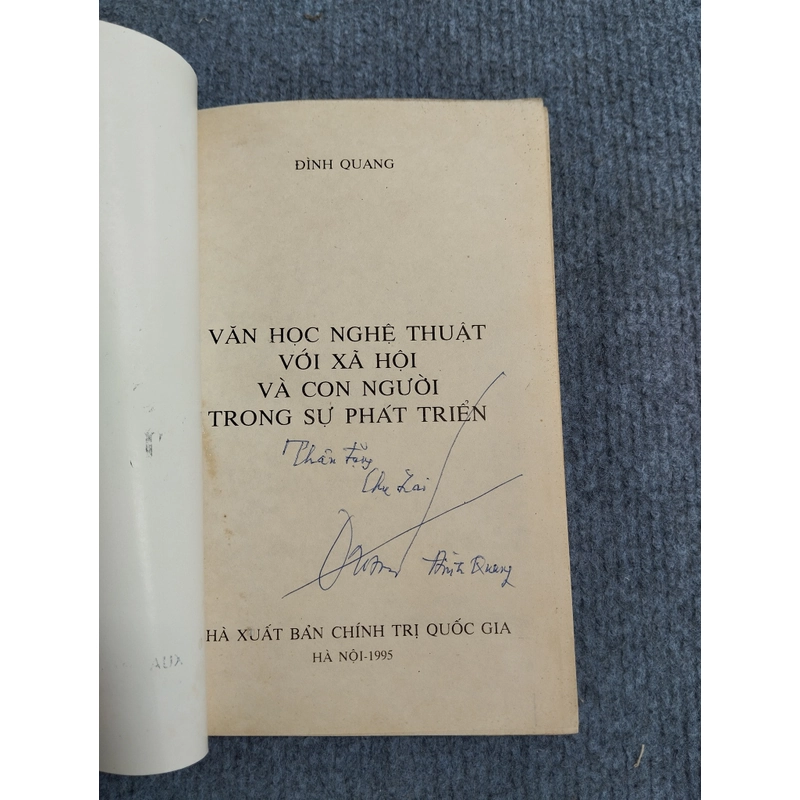 ĐÌNH QUANG
VĂN HỌC NGHỆ THUẬT
VỚI XÃ HỘI
VÀ CON NGƯỜI
TRONG SỰ PHÁT TRIỂN
Thân tặng
Chu Lai
Đình Quang
HÀ XUẤT BẢN CHÍNH TRỊ QUỐC GIA
HÀ NỘI-1995